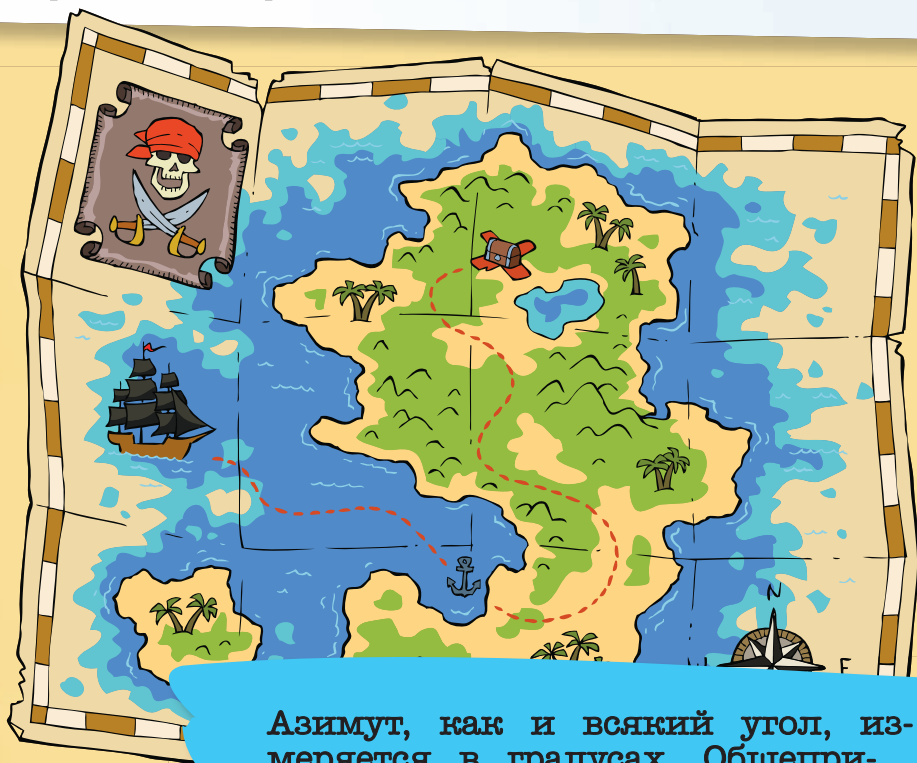 N
E
Азимут, как и всякий угол, из-
меряется в градусах. Общепри-